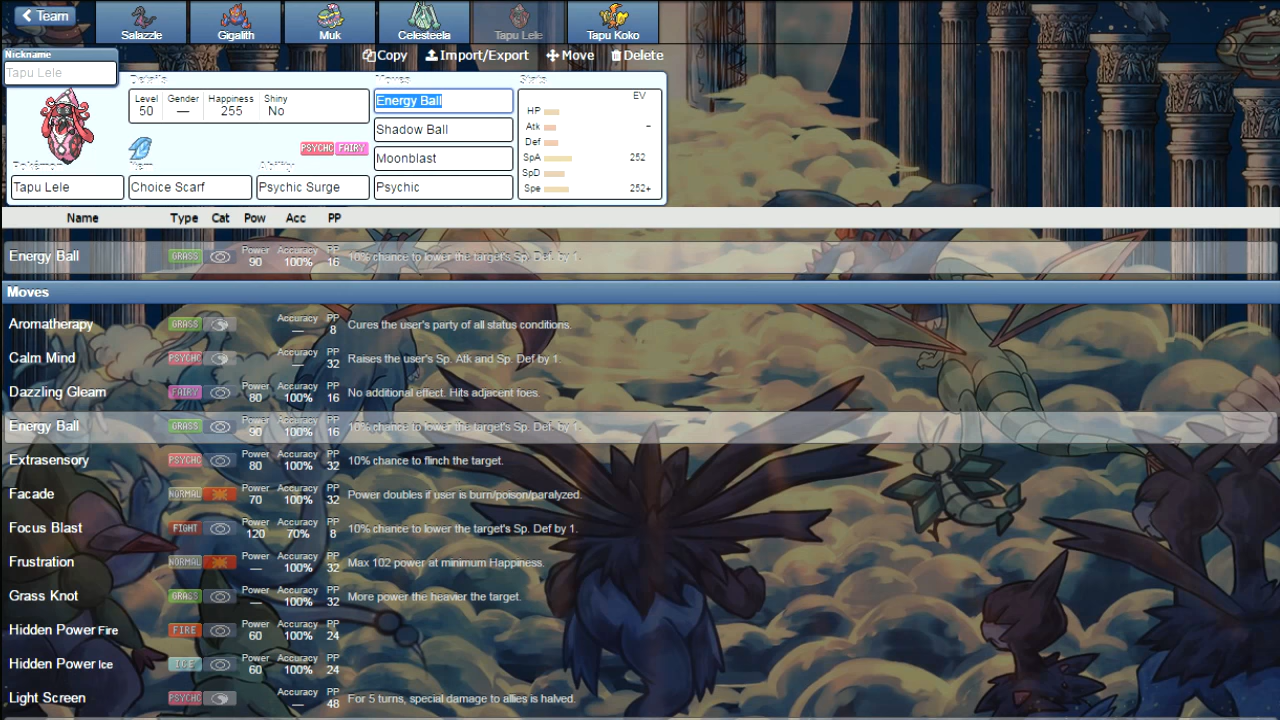 Team
Salazzle
Gigalith
Muk
Celesteela
Tapu Lele
Tapu Koko
Nickname
Tapu Lele
Copy Import/Export Move Delete
Details
Moves
Stats
Level Gender Happiness Shiny
50 — 255 No
PSYCHC FAIRY
Pokémon
Item
Ability
Tapu Lele
Choice Scarf
Psychic Surge
Energy Ball
Shadow Ball
Moonblast
Psychic
EV
HP
Atk –
Def
SpA 252
SpD
Spe 252+
Name Type Cat Pow Acc PP
Energy Ball GRASS Power 90 Accuracy 100% PP 16 10% chance to lower the target's Sp. Def by 1.
Moves
Aromatherapy GRASS Accuracy — PP 8 Cures the user's party of all status conditions.
Calm Mind PSYCHC Accuracy — PP 32 Raises the user's Sp. Atk and Sp. Def by 1.
Dazzling Gleam FAIRY Power 80 Accuracy 100% PP 16 No additional effect. Hits adjacent foes.
Energy Ball GRASS Power 90 Accuracy 100% PP 16 10% chance to lower the target's Sp. Def by 1.
Extrasensory PSYCHC Power 80 Accuracy 100% PP 32 10% chance to flinch the target.
Facade NORMAL Power 70 Accuracy 100% PP 32 Power doubles if user is burn/poison/paralyzed.
Focus Blast FIGHT Power 120 Accuracy 70% PP 8 10% chance to lower the target's Sp. Def by 1.
Frustration NORMAL Power — Accuracy 100% PP 32 Max 102 power at minimum Happiness.
Grass Knot GRASS Power — Accuracy 100% PP 32 More power the heavier the target.
Hidden Power Fire FIRE Power 60 Accuracy 100% PP 24
Hidden Power Ice ICE Power 60 Accuracy 100% PP 24
Light Screen PSYCHC Accuracy — PP 48 For 5 turns, special damage to allies is halved.